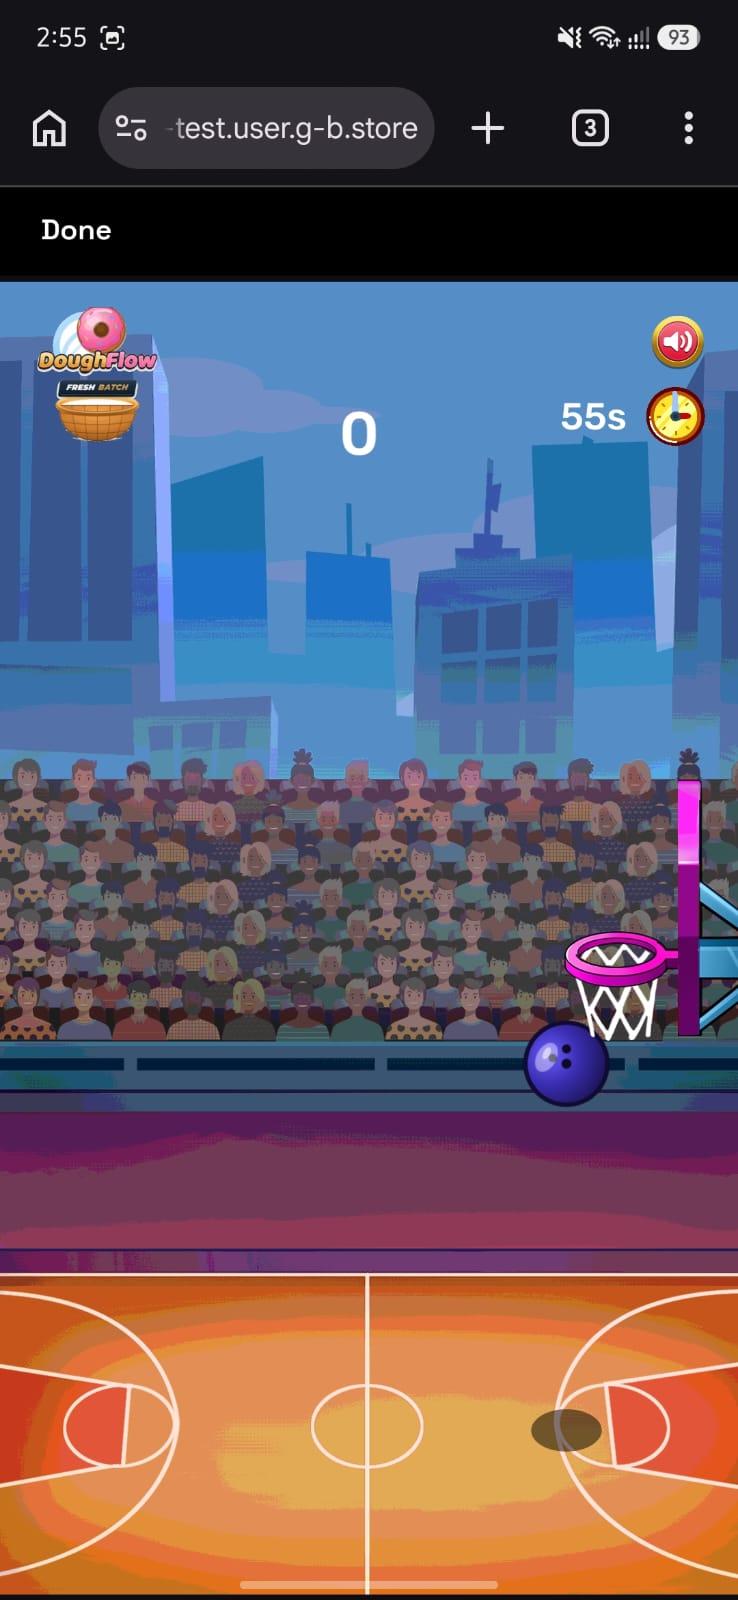 2:55
93
-test.user.g-b.store
3
Done
DoughFlow
FRESH BATCH
0
55s